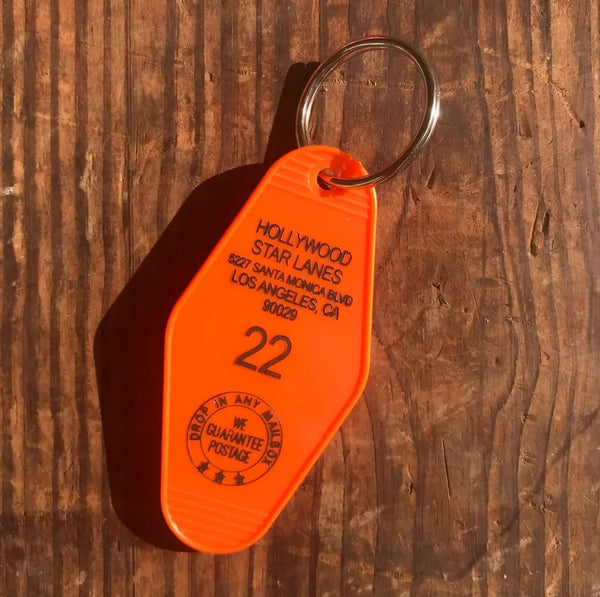 HOLLYWOOD
STAR LANES
5227 SANTA MONICA BLVD
LOS ANGELES, CA
90029
22
DROP IN ANY MAILBOX
WE
GUARANTEE
POSTAGE